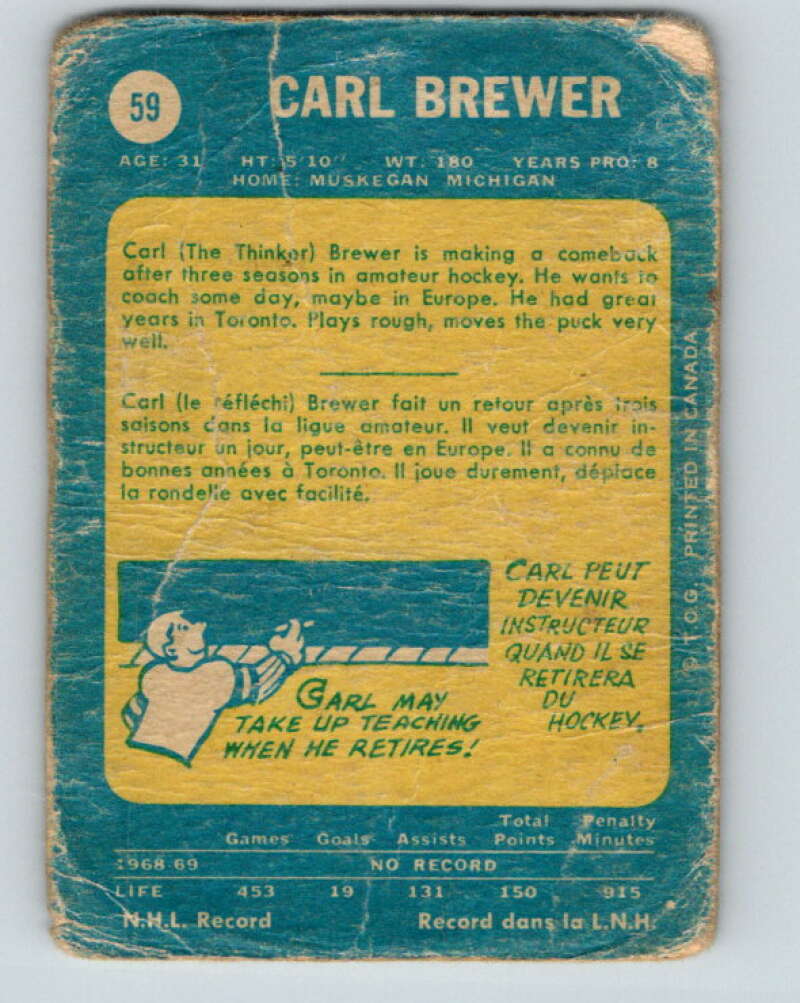 59
CARL BREWER
AGE: 31 HT: 5'10" WT. 180 YEARS PRO: 8
HOME: MUSKEGAN MICHIGAN
Carl (The Thinker) Brewer is making a comeback
after three seasons in amateur hockey. He wants to
coach some day, maybe in Europe. He had great
years in Toronto. Plays rough, moves the puck very
well.
Carl (le réfléchi) Brewer fait un retour après trois
saisons dans la ligue amateur. Il veut devenir in-
structeur un jour, peut-être en Europe. Il a connu de
bonnes années à Toronto. Il joue durement, déplace
la rondelle avec facilité.
CARL PEUT
DEVENIR
INSTRUCTEUR
QUAND IL SE
RETIRERA
DU
HOCKEY.
CARL MAY
TAKE UP TEACHING
WHEN HE RETIRES!
© T.C.G. PRINTED IN CANADA
Games Goals Assists Total Points Penalty Minutes
1968-69 NO RECORD
LIFE 453 19 131 150 915
N.H.L. Record Record dans la L.N.H.